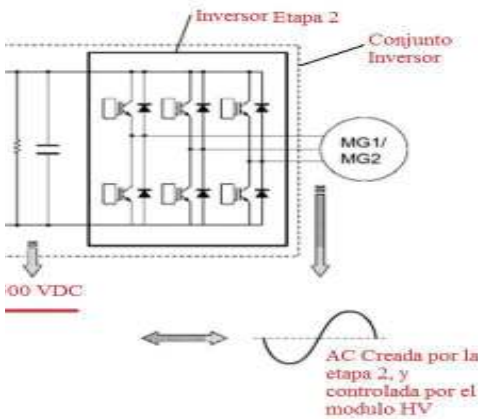 Inversor Etapa 2
Conjunto
Inversor
MG1/
MG2
00 VDC
AC Creada por la
etapa 2, y
controlada por el
modulo HV